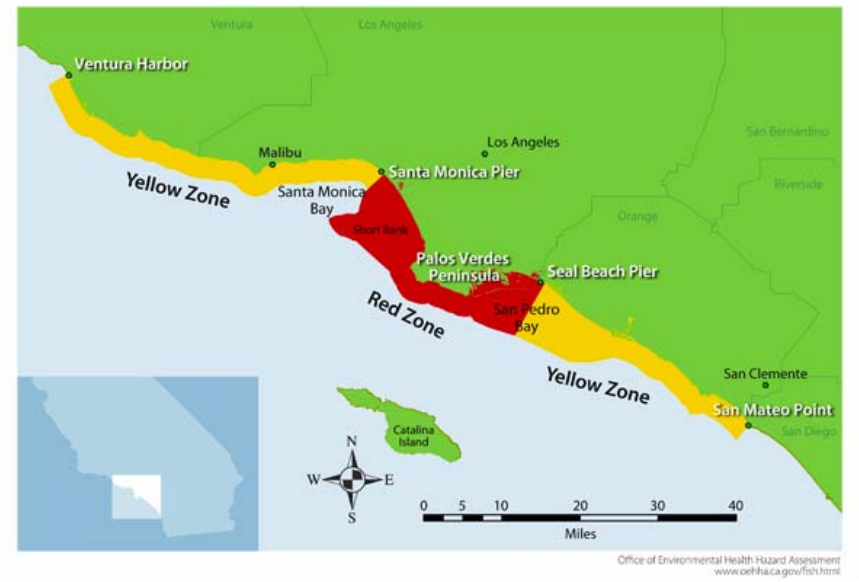 Ventura
Los Angeles
Ventura Harbor
San Bernardino
Los Angeles
Malibu
Santa Monica Pier
Riverside
Yellow Zone
Santa Monica
Bay
Orange
Short Bank
Palos Verdes
Peninsula
Seal Beach Pier
Red Zone
San Pedro
Bay
Yellow Zone
San Clemente
San Mateo Point
San Diego
Catalina
Island
N
W
E
S
0 5 10 20 30 40
Miles
Office of Environmental Health Hazard Assessment
www.oehha.ca.gov/fish.html